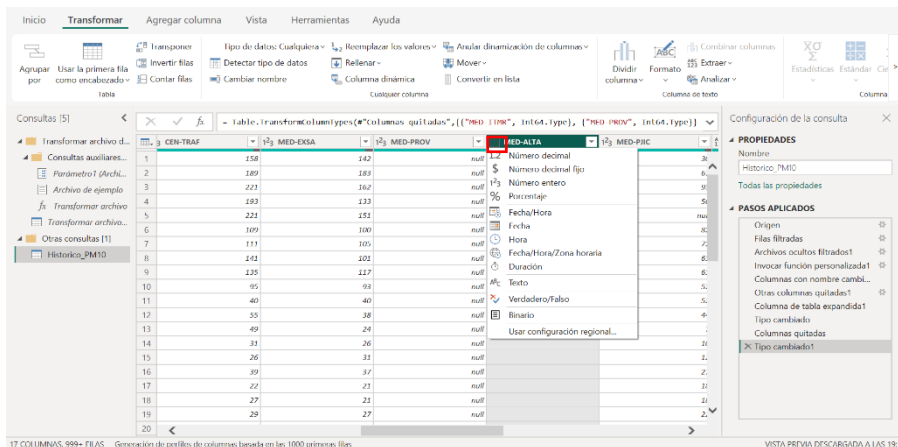 Inicio Transformar Agregar columna Vista Herramientas Ayuda
Transponer Tipo de datos: Cualquiera Reemplazar los valores Anular dinamización de columnas Combinar columnas
Invertir filas Detectar tipo de datos Rellenar Mover Extraer
Agrupar por Usar la primera fila como encabezado Contar filas Cambiar nombre Columna dinámica Convertir en lista Dividir columna Formato Analizar Estadísticas Estándar
Tabla Cualquier columna Columna de texto Columna
Consultas [5]
Transformar archivo d...
Consultas auxiliares...
Parámetro1 (Archi...
Archivo de ejemplo
fx Transformar archivo
Transformar archivo...
Otras consultas [1]
Histórico_PM10
fx = Table.TransformColumnTypes(#"Columnas quitadas",{{"MED-ITMR", Int64.Type}, {"MED-PROV", Int64.Type}}
CEN-TRAF 1²3 MED-EXSA 1²3 MED-PROV MED-ALTA 1²3 MED-PJIC
1 158 142 null
2 189 183 null
3 221 162 null
4 193 133 null
5 221 151 null
6 109 100 null
7 111 105 null
8 141 101 null
9 135 117 null
10 95 93 null
11 40 40 null
12 55 38 null
13 49 24 null
14 31 26 null
15 26 31 null
16 39 37 null
17 22 21 null
18 27 21 null
19 29 27 null
20
1.2 Número decimal
$ Número decimal fijo
1²3 Número entero
% Porcentaje
Fecha/Hora
Fecha
Hora
Fecha/Hora/Zona horaria
Duración
ABC Texto
Verdadero/Falso
Binario
Usar configuración regional...
Configuración de la consulta
PROPIEDADES
Nombre
Historico_PM10
Todas las propiedades
PASOS APLICADOS
Origen
Filas filtradas
Archivos ocultos filtrados1
Invocar función personalizada1
Columnas con nombre cambi...
Otras columnas quitadas1
Columna de tabla expandida1
Tipo cambiado
Columnas quitadas
Tipo cambiado1
17 COLUMNAS, 999+ FILAS Generación de perfiles de columnas basada en las 1000 primeras filas VISTA PREVIA DESCARGADA A LAS 19: